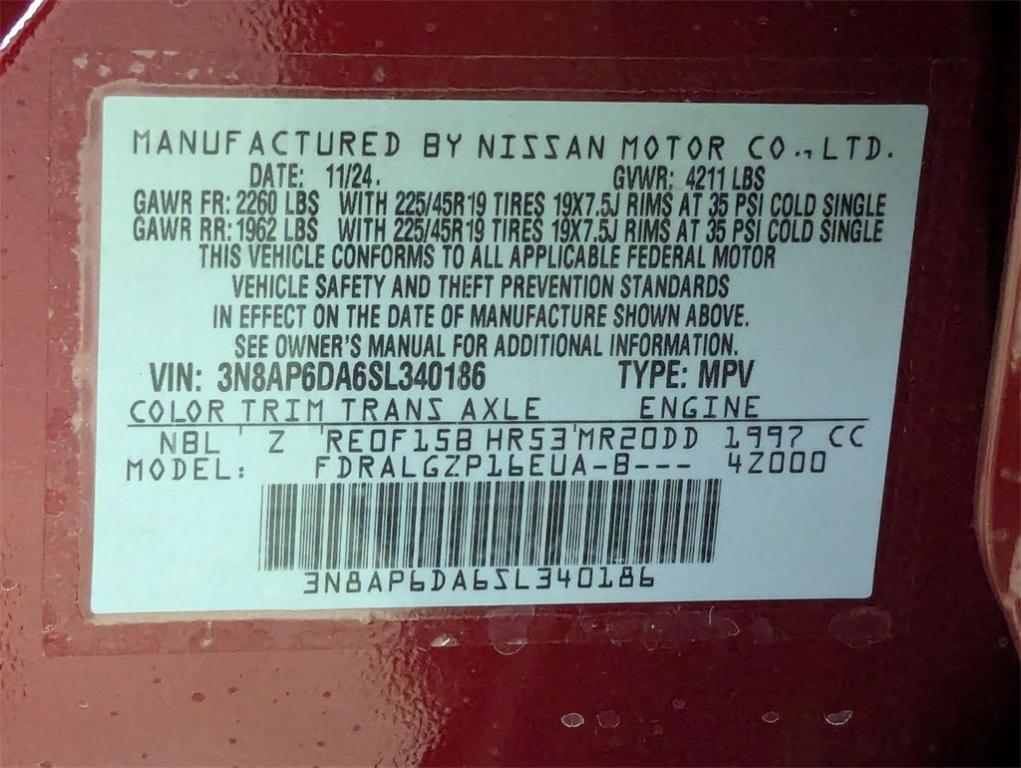 MANUFACTURED BY NISSAN MOTOR CO., LTD.
DATE: 11/24. GVWR: 4211 LBS
GAWR FR: 2260 LBS WITH 225/45R19 TIRES 19X7.5J RIMS AT 35 PSI COLD SINGLE
GAWR RR: 1962 LBS WITH 225/45R19 TIRES 19X7.5J RIMS AT 35 PSI COLD SINGLE
THIS VEHICLE CONFORMS TO ALL APPLICABLE FEDERAL MOTOR
VEHICLE SAFETY AND THEFT PREVENTION STANDARDS
IN EFFECT ON THE DATE OF MANUFACTURE SHOWN ABOVE.
SEE OWNER'S MANUAL FOR ADDITIONAL INFORMATION.
VIN: 3N8AP6DA6SL340186 TYPE: MPV
COLOR TRIM TRANS AXLE ENGINE
NBL ' Z 'RE0F15B HR53'MR20DD 1997 CC
MODEL: FDRALGZP16EUA-B--- 4Z000
3N8AP6DA6SL340186